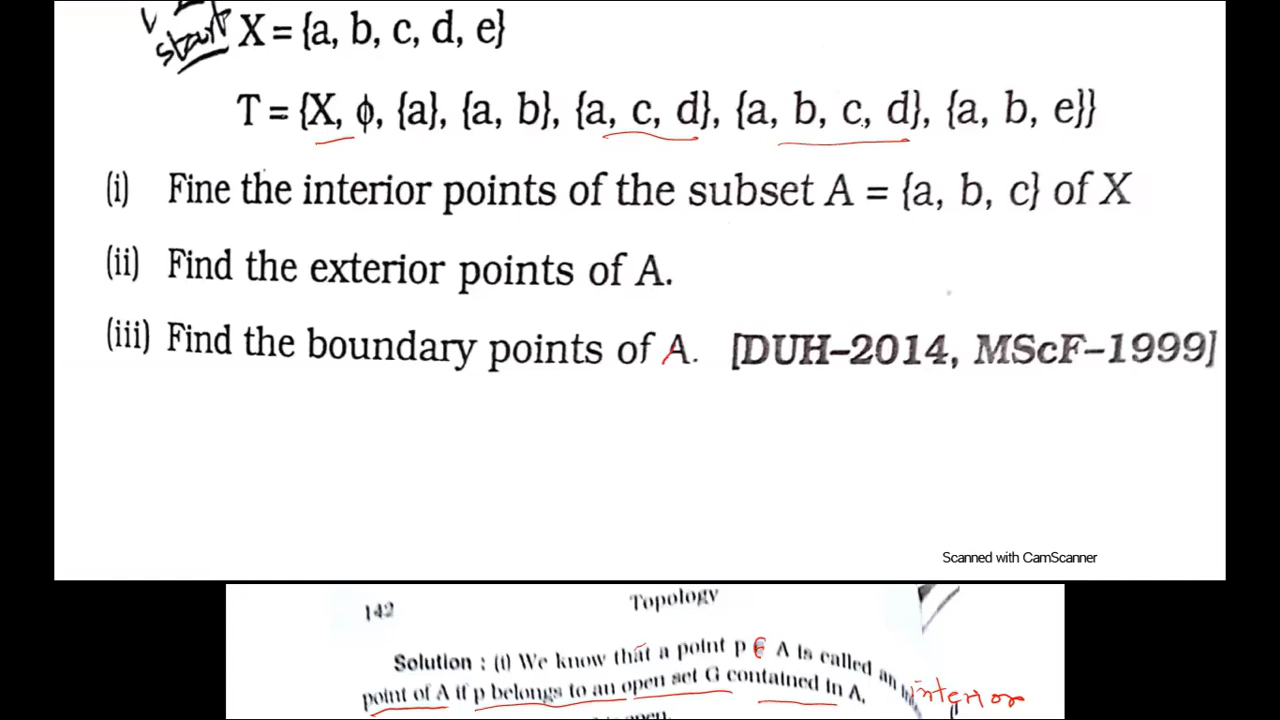 start X = {a, b, c, d, e}
T = {X, ϕ, {a}, {a, b}, {a, c, d}, {a, b, c, d}, {a, b, e}}
(i) Fine the interior points of the subset A = {a, b, c} of X
(ii) Find the exterior points of A.
(iii) Find the boundary points of A. [DUH–2014, MScF–1999]
Scanned with CamScanner
142 Topology
Solution : (i) We know that a point p ∈ A is called an interior
point of A if p belongs to an open set G contained in A.
is open.